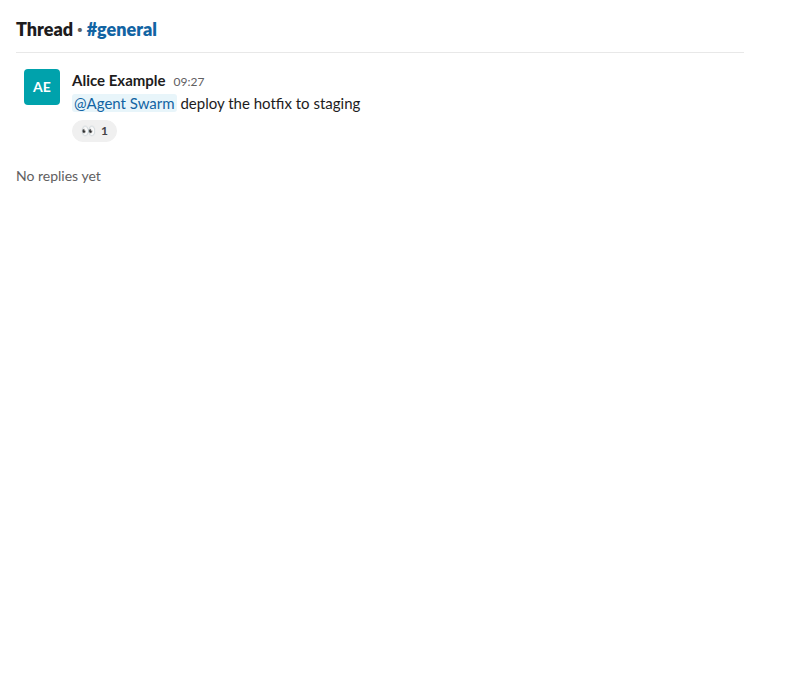 Thread • #general
AE
Alice Example 09:27
@Agent Swarm deploy the hotfix to staging
👀 1
No replies yet